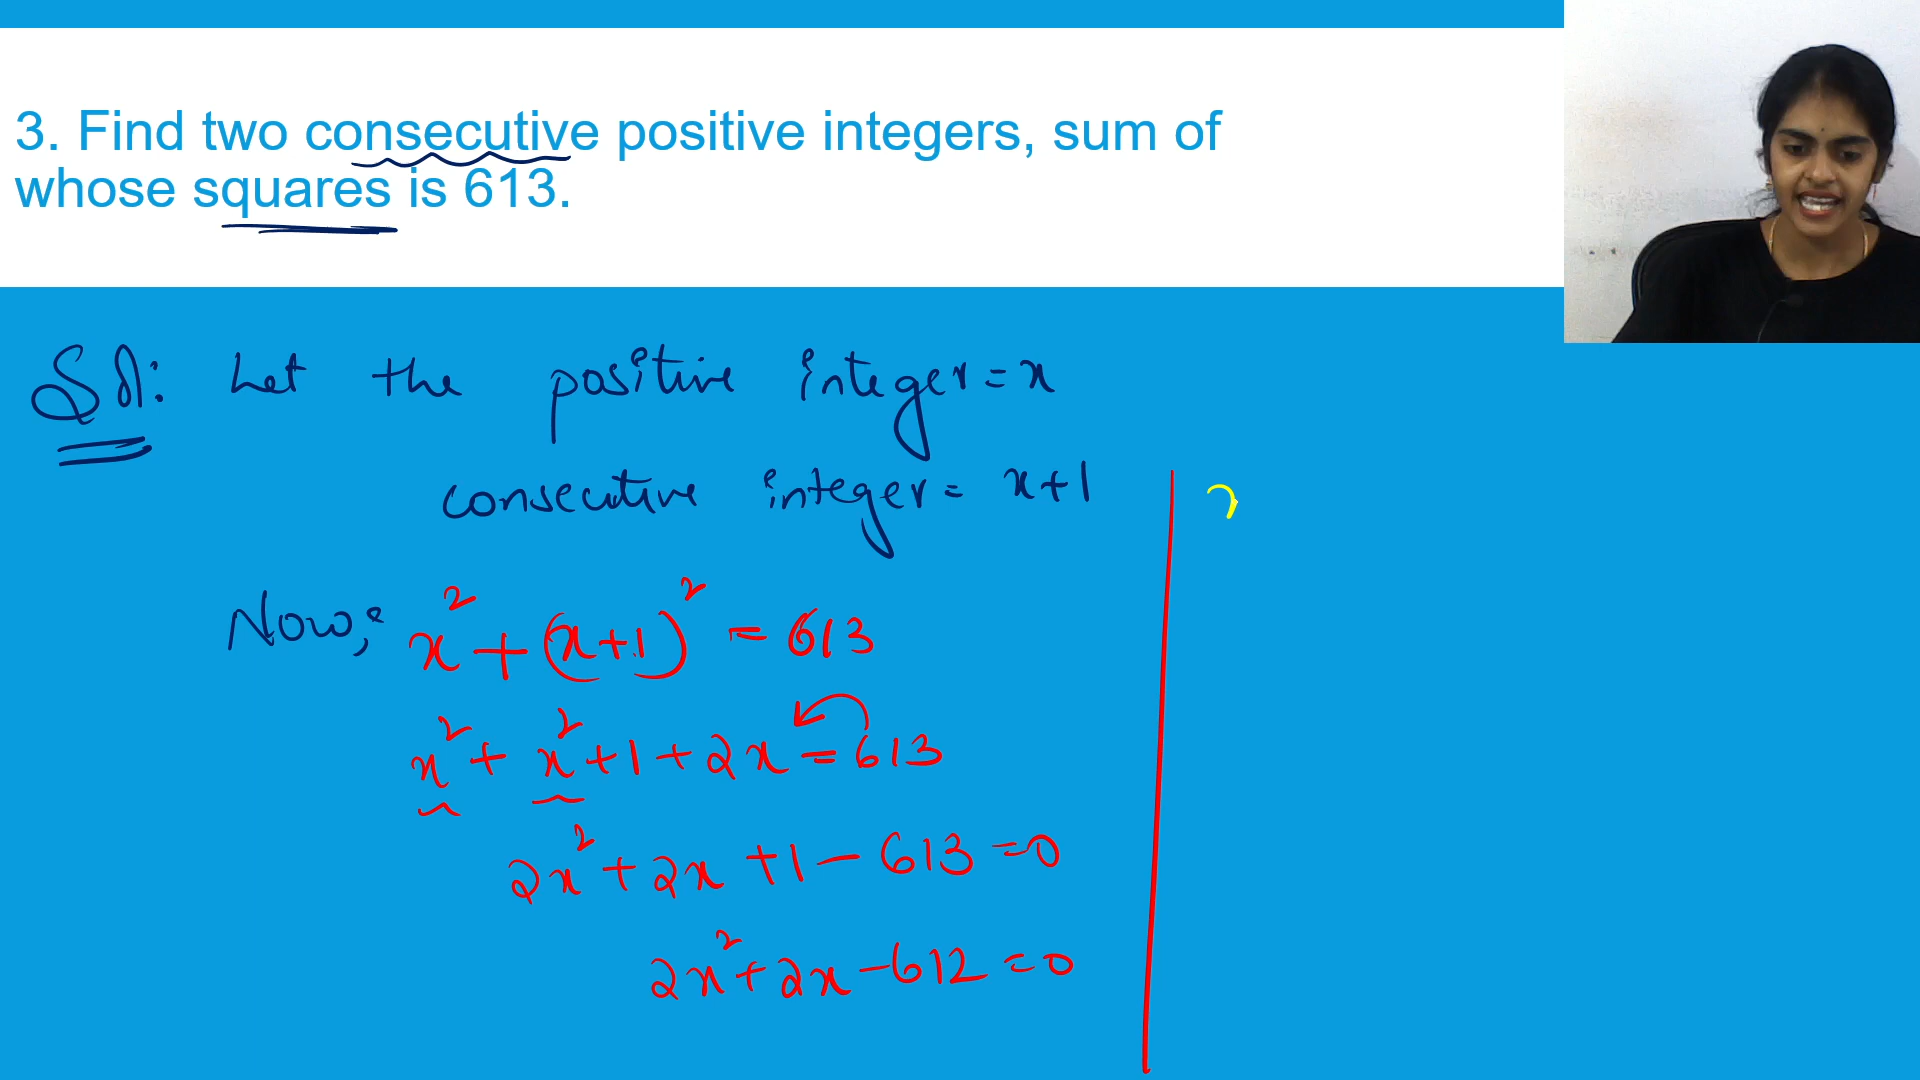 3. Find two consecutive positive integers, sum of
whose squares is 613.
Sol: Let the positive integer = x
consecutive integer = x+1
Now, x² + (x+1)² = 613
x² + x² + 1 + 2x = 613
2x² + 2x + 1 - 613 = 0
2x² + 2x - 612 = 0